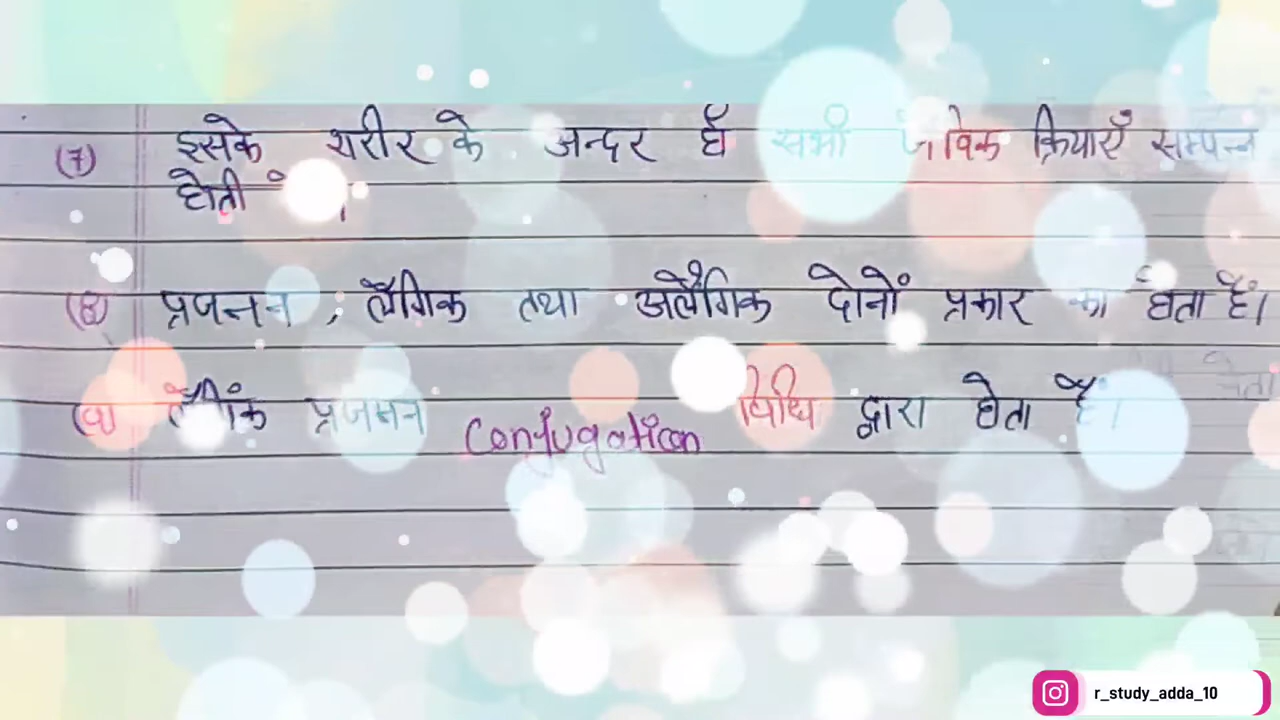 (7) इसके शरीर के अन्दर ही सभी जैविक क्रियाएँ सम्पन्न
होती
(8) प्रजनन , लैंगिक तथा अलैंगिक दोनों प्रकार का होता है।
(9) लैंगिक प्रजनन Conjugation विधि द्वारा होता है।
r_study_adda_10